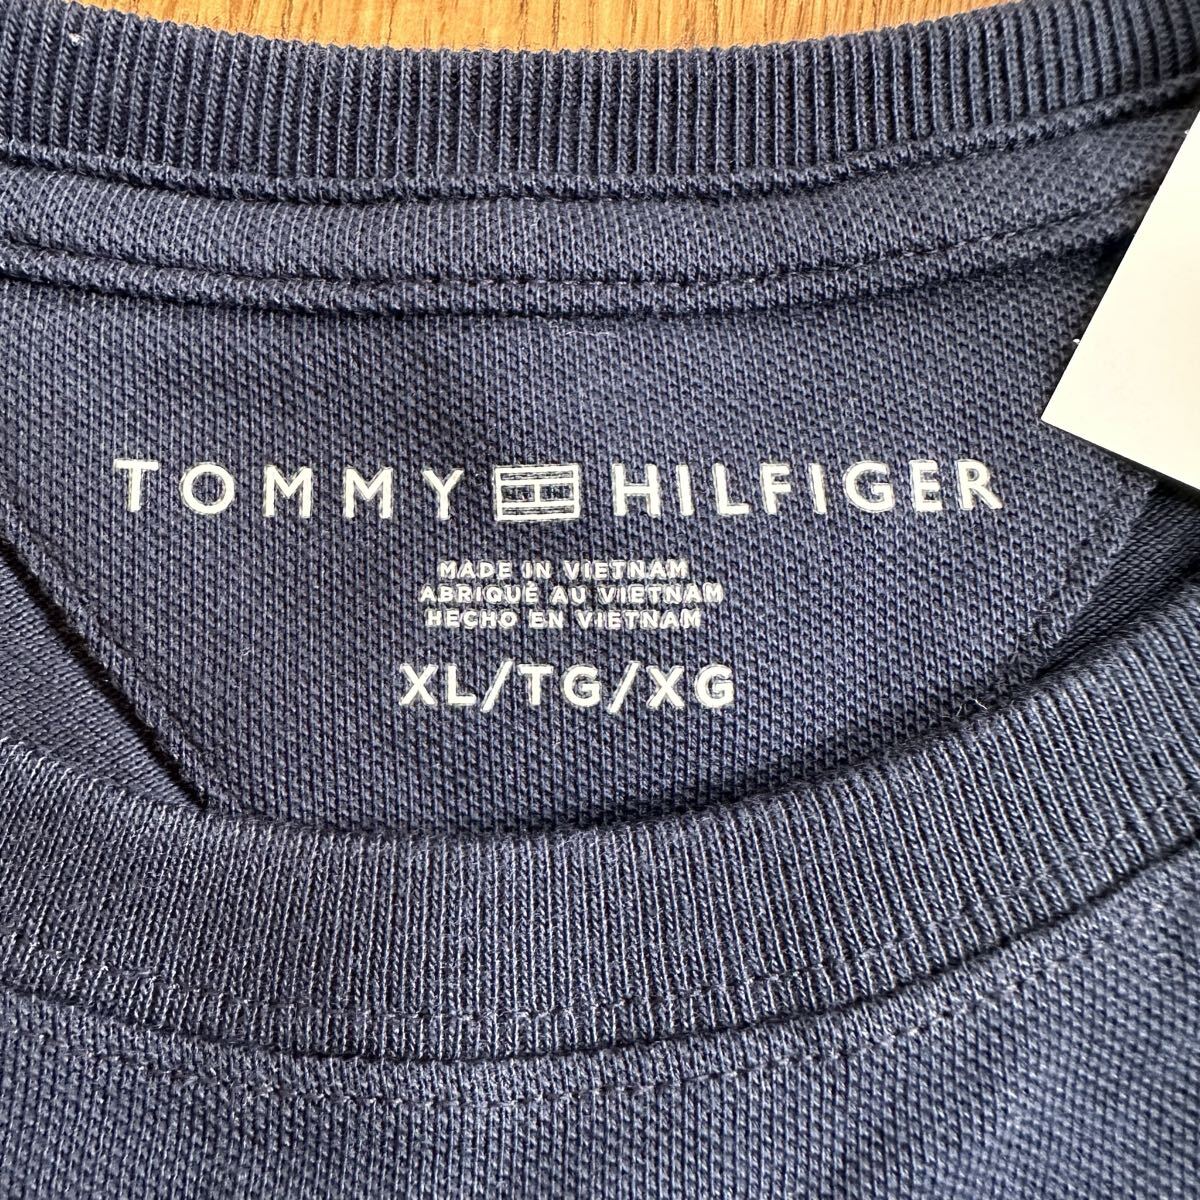 TOMMY HILFIGER
MADE IN VIETNAM
ABRIQUÉ AU VIETNAM
HECHO EN VIETNAM
XL/TG/XG